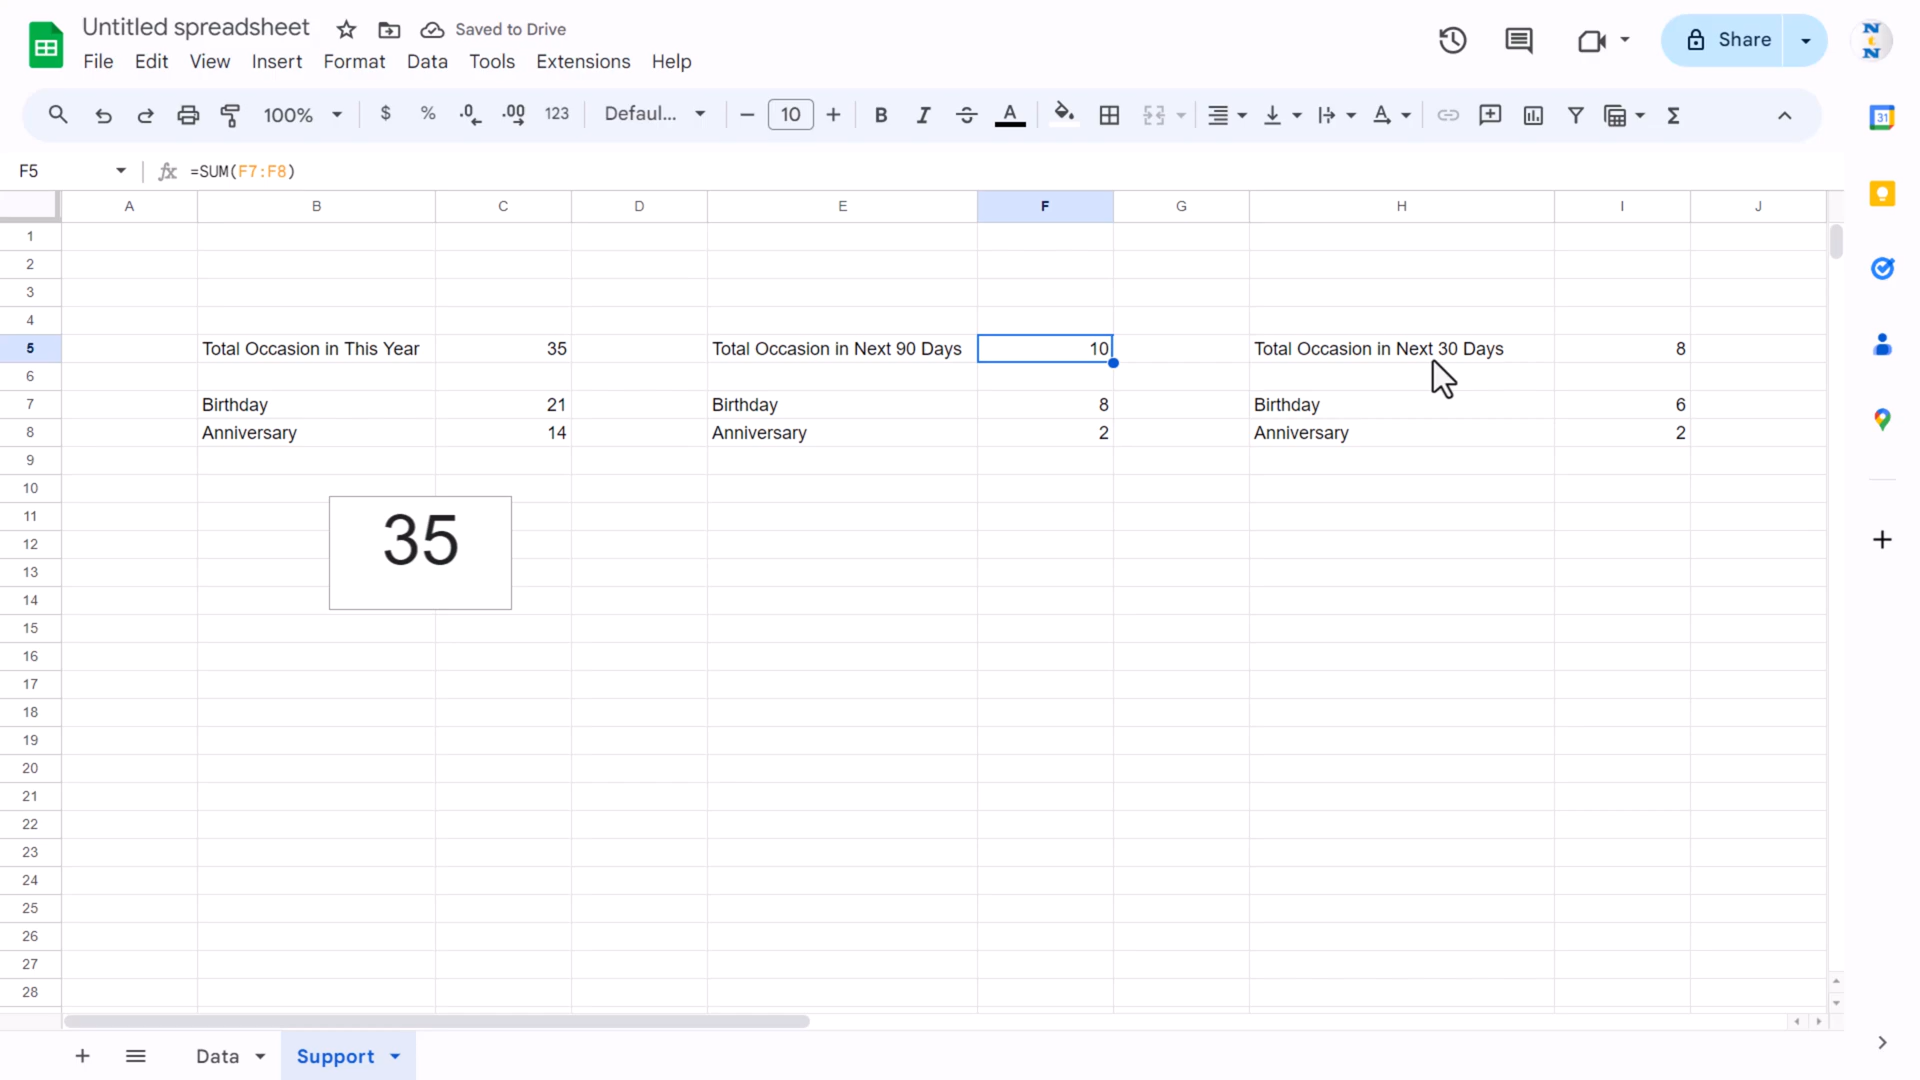 Untitled spreadsheet Saved to Drive
File Edit View Insert Format Data Tools Extensions Help
Share
N
N
100% $ % .0 .00 123 Defaul... 10 B I A A Σ
31
F5 fx =SUM(F7:F8)
A B C D E F G H I J
1
2
3
4
5 Total Occasion in This Year 35 Total Occasion in Next 90 Days 10 Total Occasion in Next 30 Days 8
6
7 Birthday 21 Birthday 8 Birthday 6
8 Anniversary 14 Anniversary 2 Anniversary 2
9
10
11
35
12
13
14
15
16
17
18
19
20
21
22
23
24
25
26
27
28
Data Support